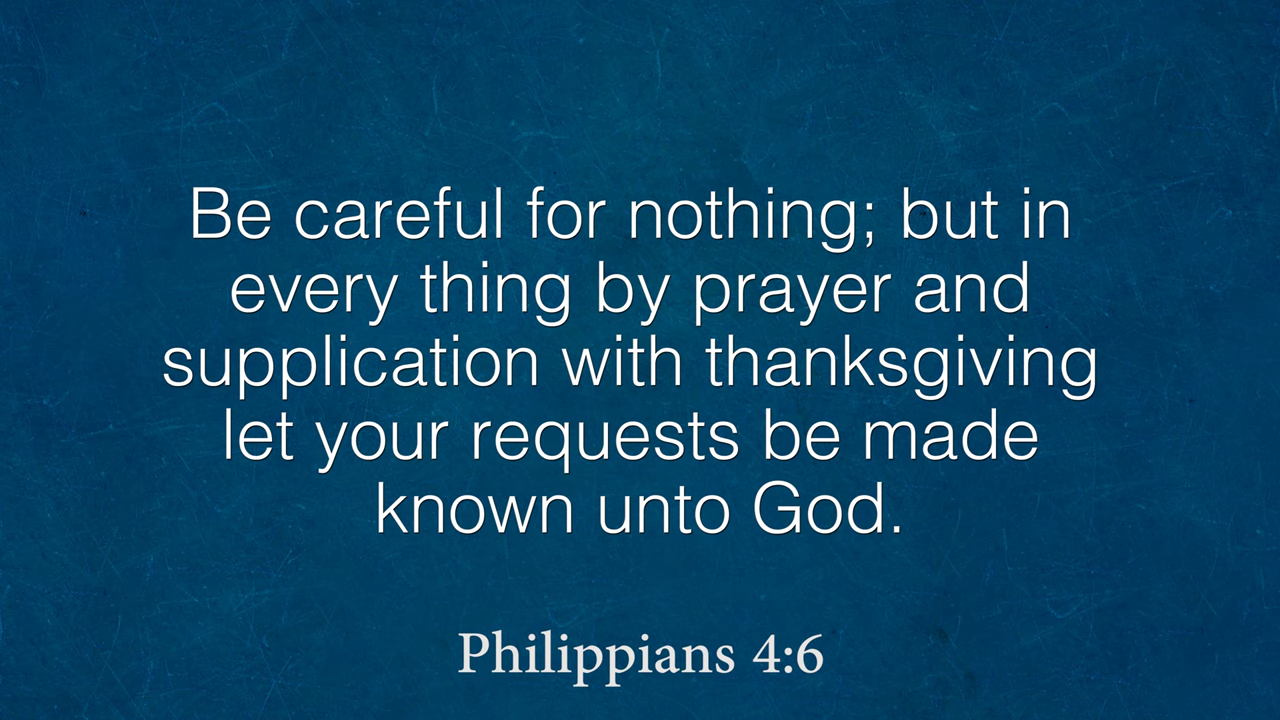 Be careful for nothing; but in
every thing by prayer and
supplication with thanksgiving
let your requests be made
known unto God.
Philippians 4:6